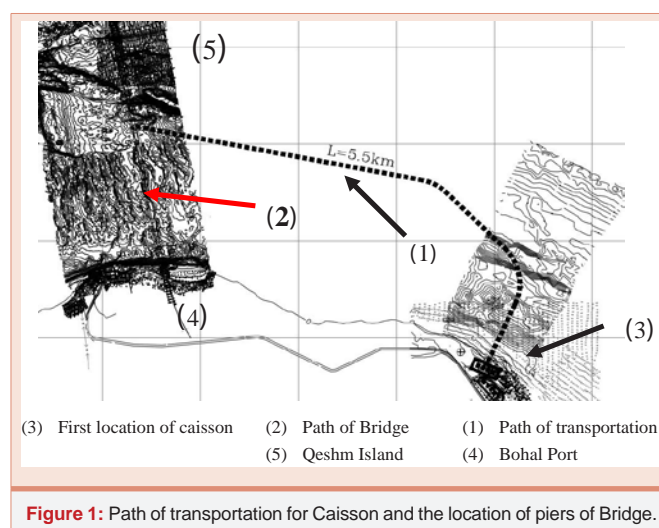 (5)
L=5.5km
(2)
(1)
(4)
(3)
(3) First location of caisson (2) Path of Bridge (1) Path of transportation
(5) Qeshm Island (4) Bohal Port
Figure 1: Path of transportation for Caisson and the location of piers of Bridge.